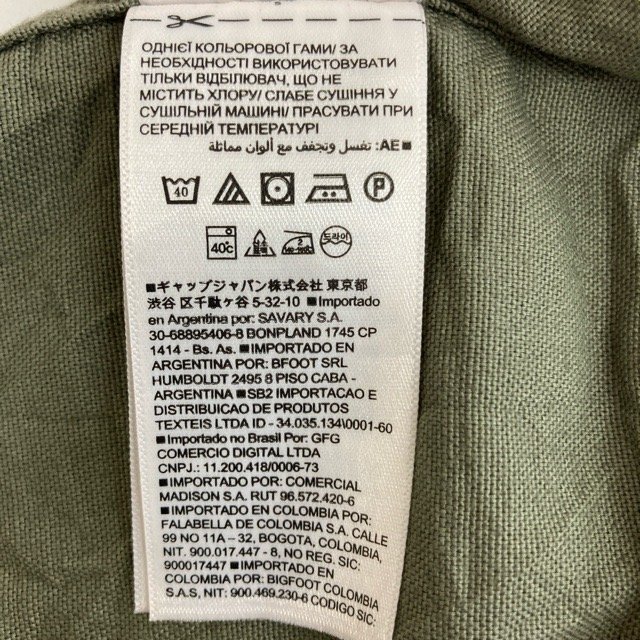 ОДНІЄЇ КОЛЬОРОВОЇ ГАМИ/ ЗА
НЕОБХІДНОСТІ ВИКОРИСТОВУВАТИ
ТІЛЬКИ ВІДБІЛЮВАЧ, ЩО НЕ
МІСТИТЬ ХЛОРУ/ СЛАБЕ СУШІННЯ У
СУШІЛЬНІЙ МАШИНІ/ ПРАСУВАТИ ПРИ
СЕРЕДНІЙ ТЕМПЕРАТУРІ
■AE: تغسل وتجفف مع ألوان مماثلة
40 P
40℃ 드라이
■ギャップジャパン株式会社 東京都
渋谷 区千駄ヶ谷 5-32-10 ■Importado
en Argentina por: SAVARY S.A.
30-68895406-8 BONPLAND 1745 CP
1414 - Bs. As. ■IMPORTADO EN
ARGENTINA POR: BFOOT SRL
HUMBOLDT 2495 8 PISO CABA -
ARGENTINA ■SB2 IMPORTACAO E
DISTRIBUICAO DE PRODUTOS
TEXTEIS LTDA ID - 34.035.134\0001-60
■Importado no Brasil Por: GFG
COMERCIO DIGITAL LTDA
CNPJ.: 11.200.418/0006-73
■IMPORTADO POR: COMERCIAL
MADISON S.A. RUT 96.572.420-6
■IMPORTADO EN COLOMBIA POR:
FALABELLA DE COLOMBIA S.A. CALLE
99 NO 11A – 32, BOGOTA, COLOMBIA,
NIT. 900.017.447 - 8, NO REG. SIC:
900017447 ■IMPORTADO EN
COLOMBIA POR: BIGFOOT COLOMBIA
S.A.S, NIT: 900.469.230-6 CODIGO SIC: